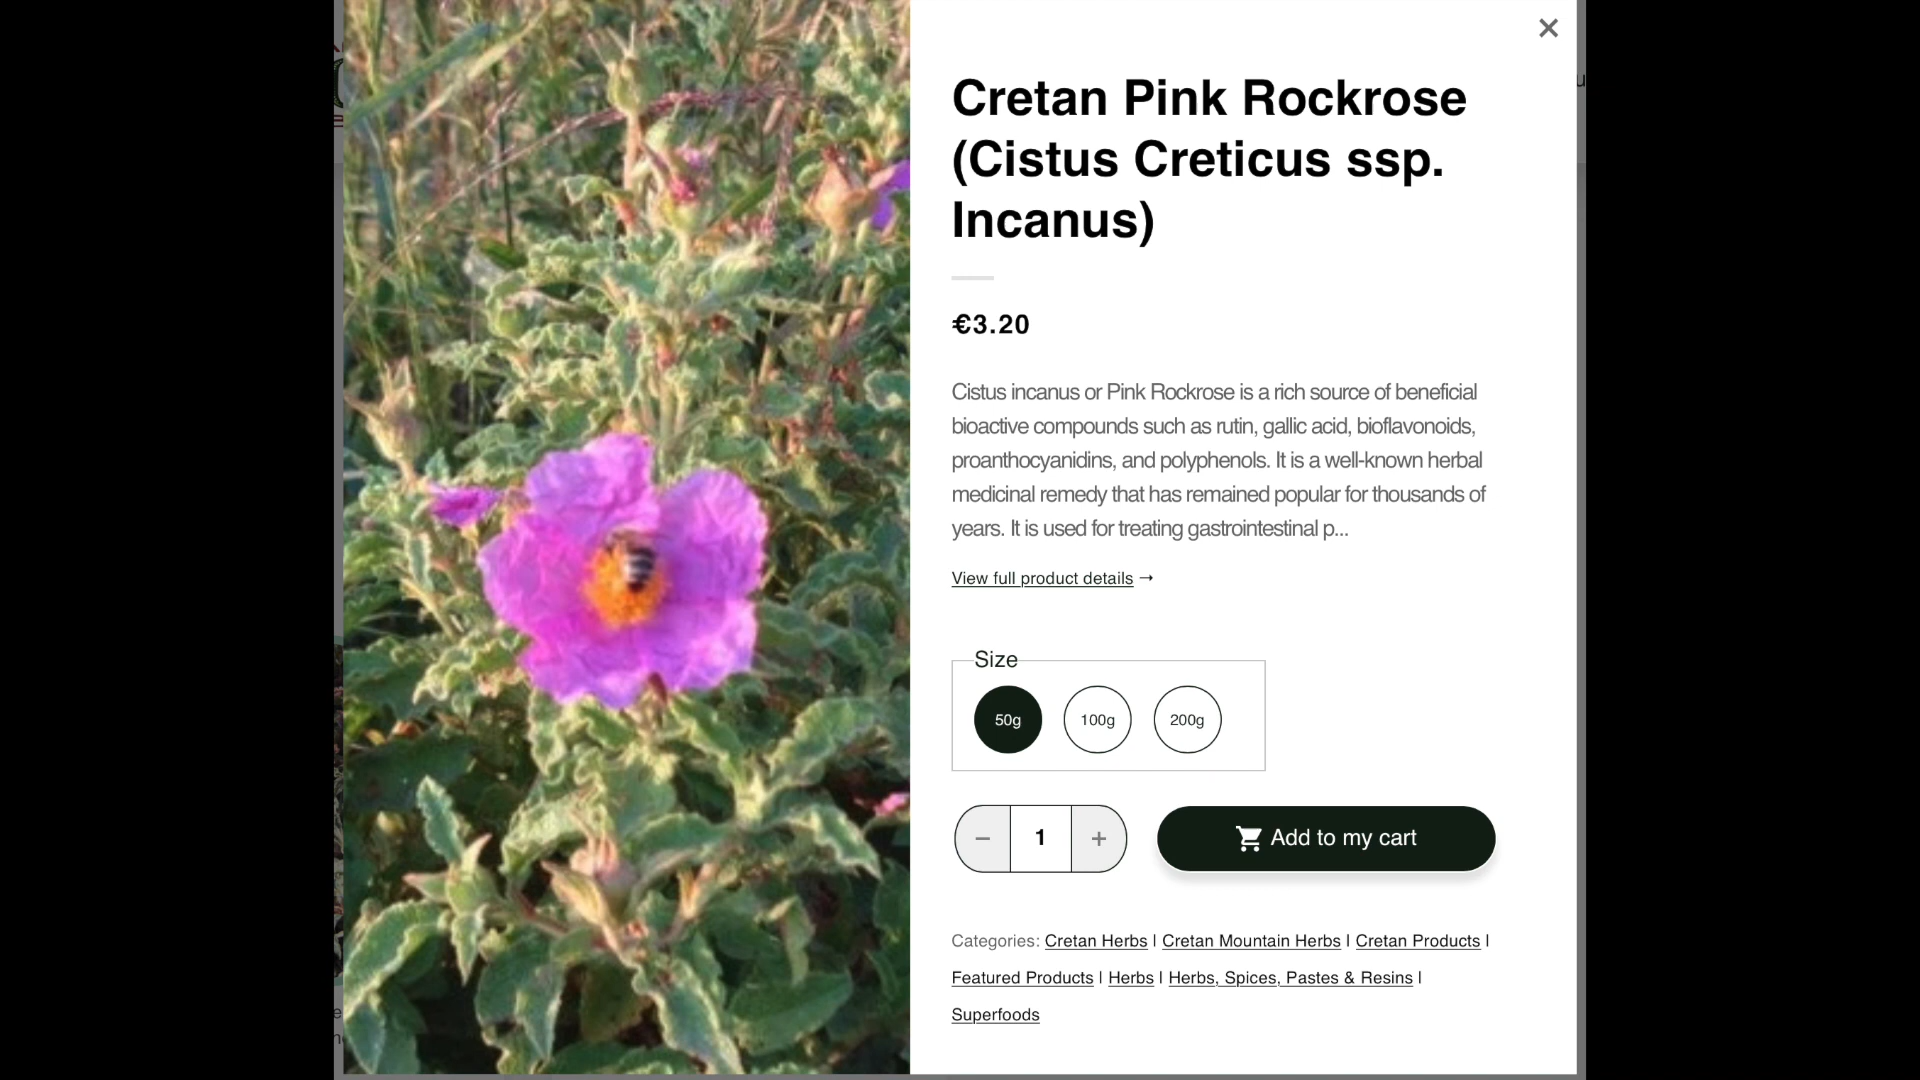 ×
Cretan Pink Rockrose
(Cistus Creticus ssp.
Incanus)
€3.20
Cistus incanus or Pink Rockrose is a rich source of beneficial
bioactive compounds such as rutin, gallic acid, bioflavonoids,
proanthocyanidins, and polyphenols. It is a well-known herbal
medicinal remedy that has remained popular for thousands of
years. It is used for treating gastrointestinal p...
View full product details →
Size
50g 100g 200g
− 1 + Add to my cart
Categories: Cretan Herbs | Cretan Mountain Herbs | Cretan Products |
Featured Products | Herbs | Herbs, Spices, Pastes & Resins |
Superfoods